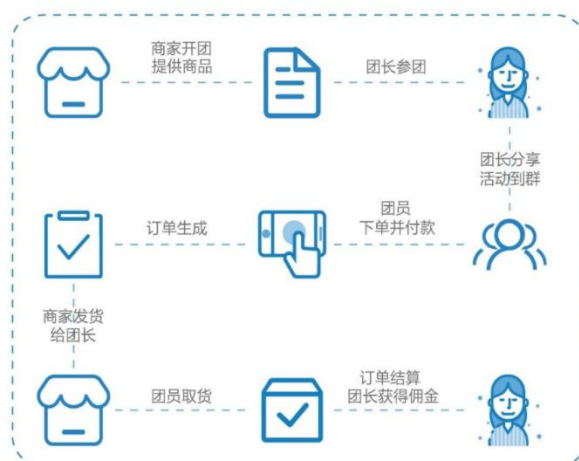 商家开团
提供商品
团长参团
团长分享
活动到群
团员
下单并付款
订单生成
商家发货
给团长
团员取货
订单结算
团长获得佣金